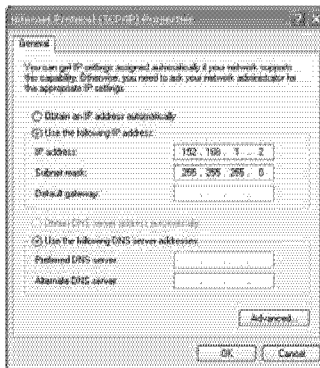 Internet Protocol (TCP/IP) Properties
General
You can get IP settings assigned automatically if your network supports
this capability. Otherwise, you need to ask your network administrator for
the appropriate IP settings.
Obtain an IP address automatically
Use the following IP address:
IP address: 192 . 168 . 1 . 2
Subnet mask: 255 . 255 . 255 . 0
Default gateway: . . .
Obtain DNS server address automatically
Use the following DNS server addresses:
Preferred DNS server: . . .
Alternate DNS server: . . .
Advanced...
OK Cancel